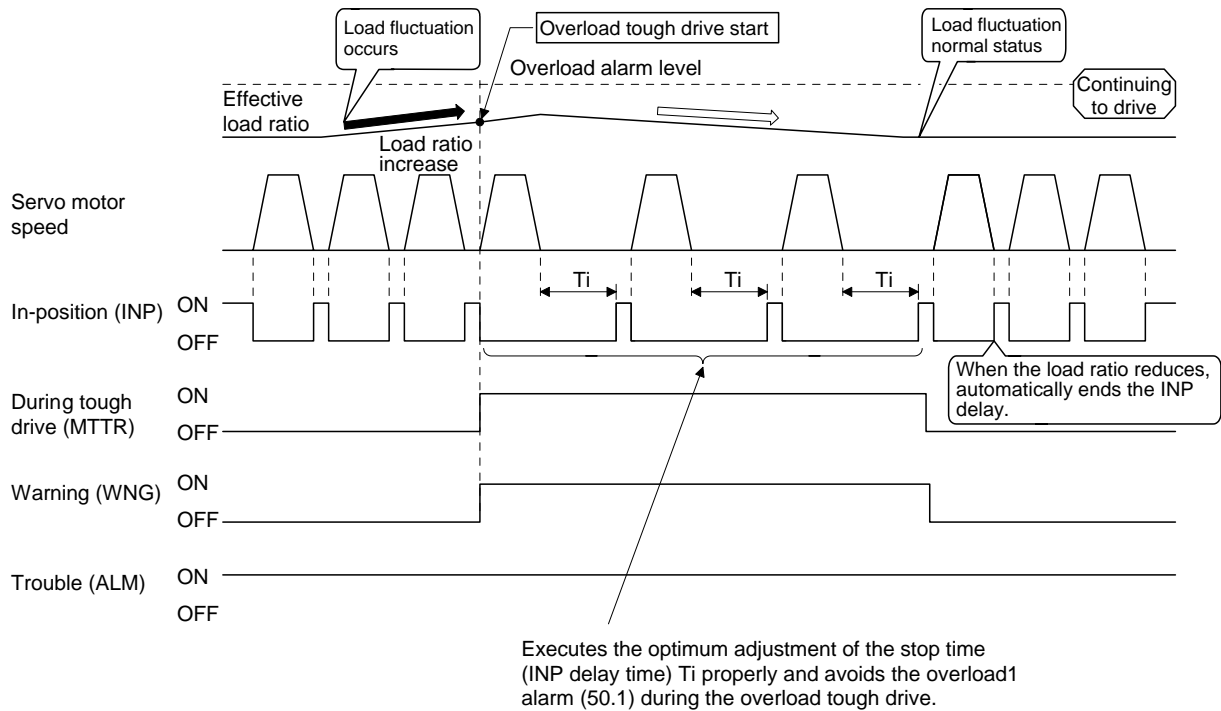 Load fluctuation
occurs
Overload tough drive start
Load fluctuation
normal status
Overload alarm level
Continuing
to drive
Effective
load ratio
Load ratio
increase
Servo motor
speed
Ti
Ti
Ti
In-position (INP)
ON
OFF
When the load ratio reduces,
automatically ends the INP
delay.
During tough
drive (MTTR)
ON
OFF
Warning (WNG)
ON
OFF
Trouble (ALM)
ON
OFF
Executes the optimum adjustment of the stop time
(INP delay time) Ti properly and avoids the overload1
alarm (50.1) during the overload tough drive.